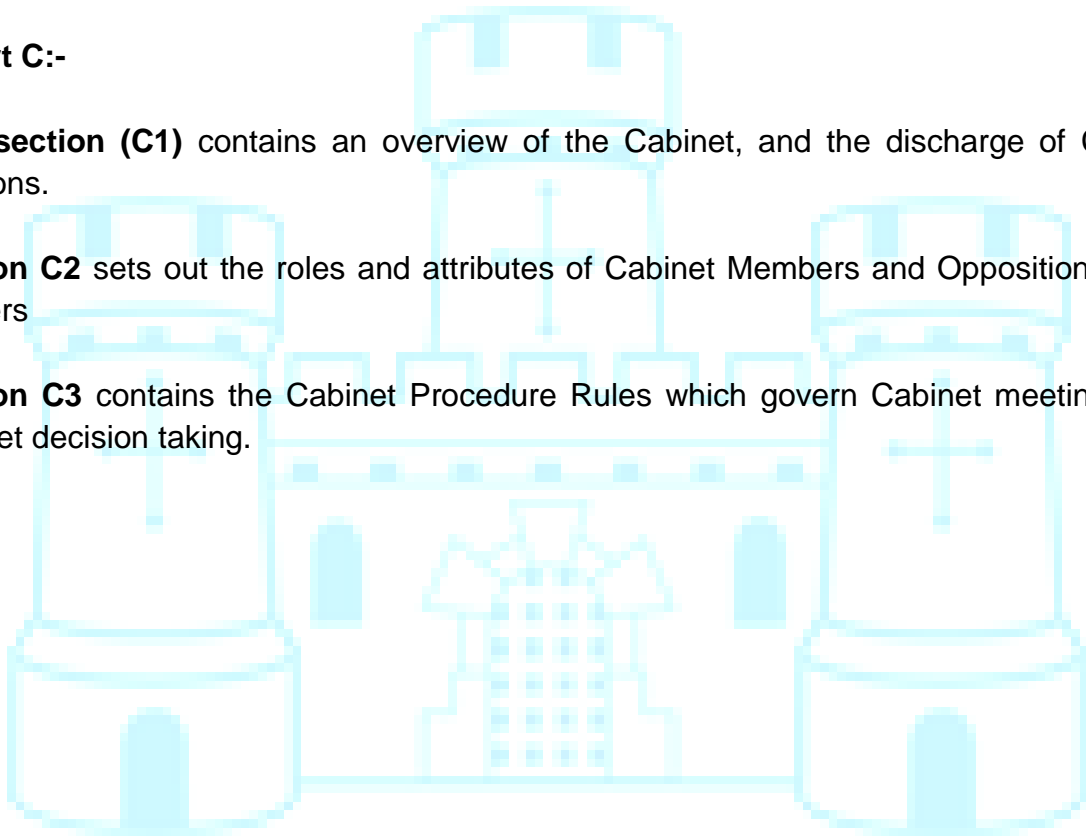 t C:-
section (C1) contains an overview of the Cabinet, and the discharge of
ons.
on C2 sets out the roles and attributes of Cabinet Members and Opposition
ers
on C3 contains the Cabinet Procedure Rules which govern Cabinet meetin
et decision taking.